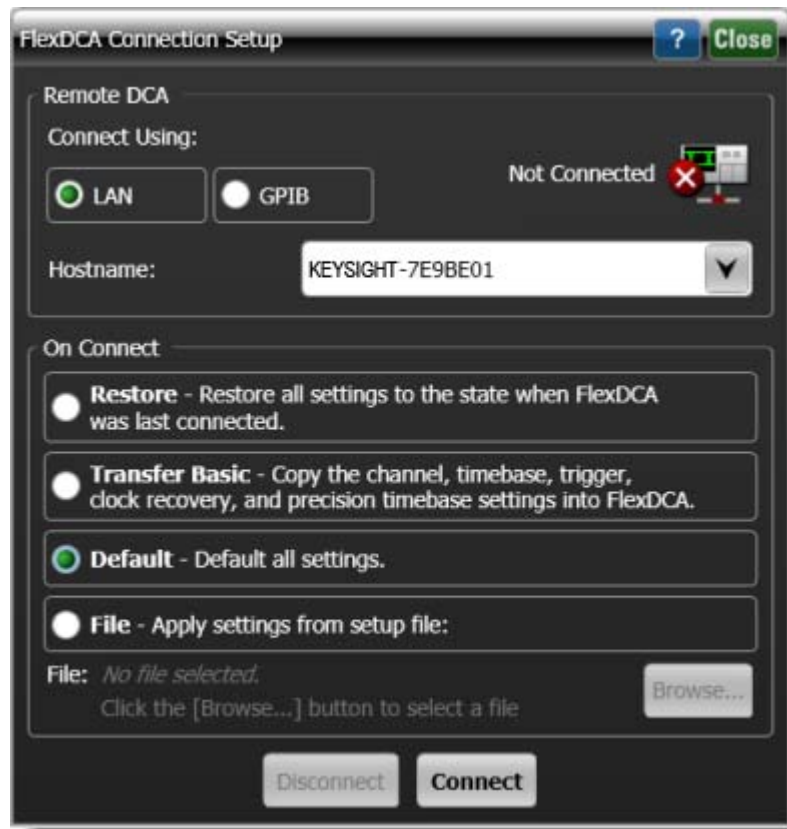 FlexDCA Connection Setup
?
Close
Remote DCA
Connect Using:
LAN
GPIB
Not Connected
Hostname:
KEYSIGHT-7E9BE01
On Connect
Restore - Restore all settings to the state when FlexDCA
was last connected.
Transfer Basic - Copy the channel, timebase, trigger,
clock recovery, and precision timebase settings into FlexDCA.
Default - Default all settings.
File - Apply settings from setup file:
File: No file selected.
Click the [Browse...] button to select a file
Browse...
Disconnect
Connect